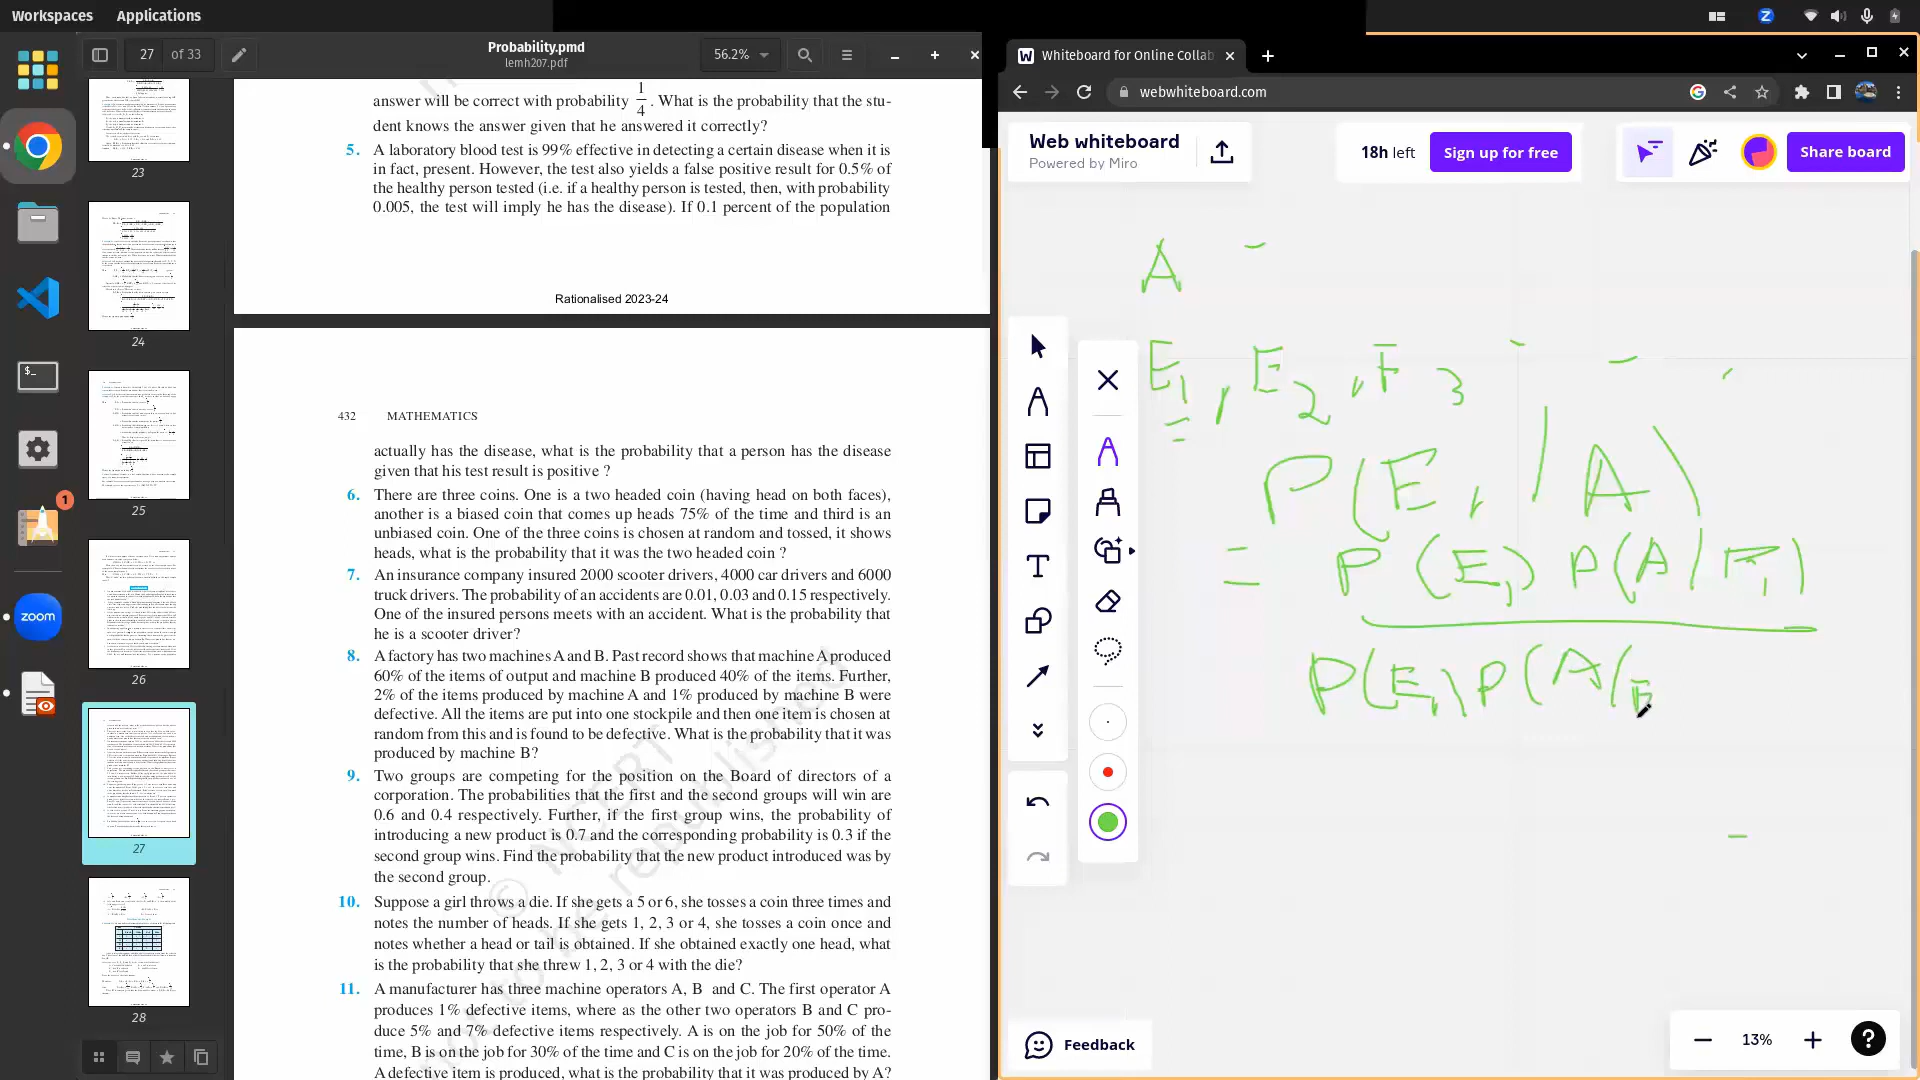 Workspaces Applications
27 of 33
Probability.pmd
lemh207.pdf
56.2%
23
24
25
26
27
28
1
zoom
answer will be correct with probability 1/4. What is the probability that the stu-
dent knows the answer given that he answered it correctly?
5. A laboratory blood test is 99% effective in detecting a certain disease when it is
in fact, present. However, the test also yields a false positive result for 0.5% of
the healthy person tested (i.e. if a healthy person is tested, then, with probability
0.005, the test will imply he has the disease). If 0.1 percent of the population
Rationalised 2023-24
432 MATHEMATICS
actually has the disease, what is the probability that a person has the disease
given that his test result is positive ?
6. There are three coins. One is a two headed coin (having head on both faces),
another is a biased coin that comes up heads 75% of the time and third is an
unbiased coin. One of the three coins is chosen at random and tossed, it shows
heads, what is the probability that it was the two headed coin ?
7. An insurance company insured 2000 scooter drivers, 4000 car drivers and 6000
truck drivers. The probability of an accidents are 0.01, 0.03 and 0.15 respectively.
One of the insured persons meets with an accident. What is the probability that
he is a scooter driver?
8. A factory has two machines A and B. Past record shows that machine A produced
60% of the items of output and machine B produced 40% of the items. Further,
2% of the items produced by machine A and 1% produced by machine B were
defective. All the items are put into one stockpile and then one item is chosen at
random from this and is found to be defective. What is the probability that it was
produced by machine B?
9. Two groups are competing for the position on the Board of directors of a
corporation. The probabilities that the first and the second groups will win are
0.6 and 0.4 respectively. Further, if the first group wins, the probability of
introducing a new product is 0.7 and the corresponding probability is 0.3 if the
second group wins. Find the probability that the new product introduced was by
the second group.
10. Suppose a girl throws a die. If she gets a 5 or 6, she tosses a coin three times and
notes the number of heads. If she gets 1, 2, 3 or 4, she tosses a coin once and
notes whether a head or tail is obtained. If she obtained exactly one head, what
is the probability that she threw 1, 2, 3 or 4 with the die?
11. A manufacturer has three machine operators A, B and C. The first operator A
produces 1% defective items, where as the other two operators B and C pro-
duce 5% and 7% defective items respectively. A is on the job for 50% of the
time, B is on the job for 30% of the time and C is on the job for 20% of the time.
A defective item is produced, what is the probability that it was produced by A?
© NCERT
not to be republished
Whiteboard for Online Collab
webwhiteboard.com
Web whiteboard
Powered by Miro
18h left
Sign up for free
Share board
A
E1, E2, E3
P(E1 | A)
= P(E1) P(A | E1)
P(E1) P(A | E
Feedback
13%